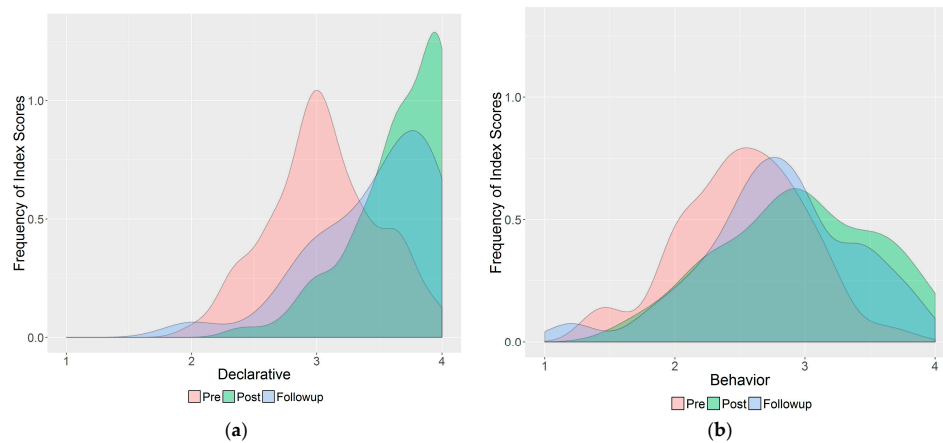 Frequency of Index Scores
1.0
0.5
0.0
1 2 3 4
Declarative
Pre Post Followup
(a)
Frequency of Index Scores
1.0
0.5
0.0
1 2 3 4
Behavior
Pre Post Followup
(b)